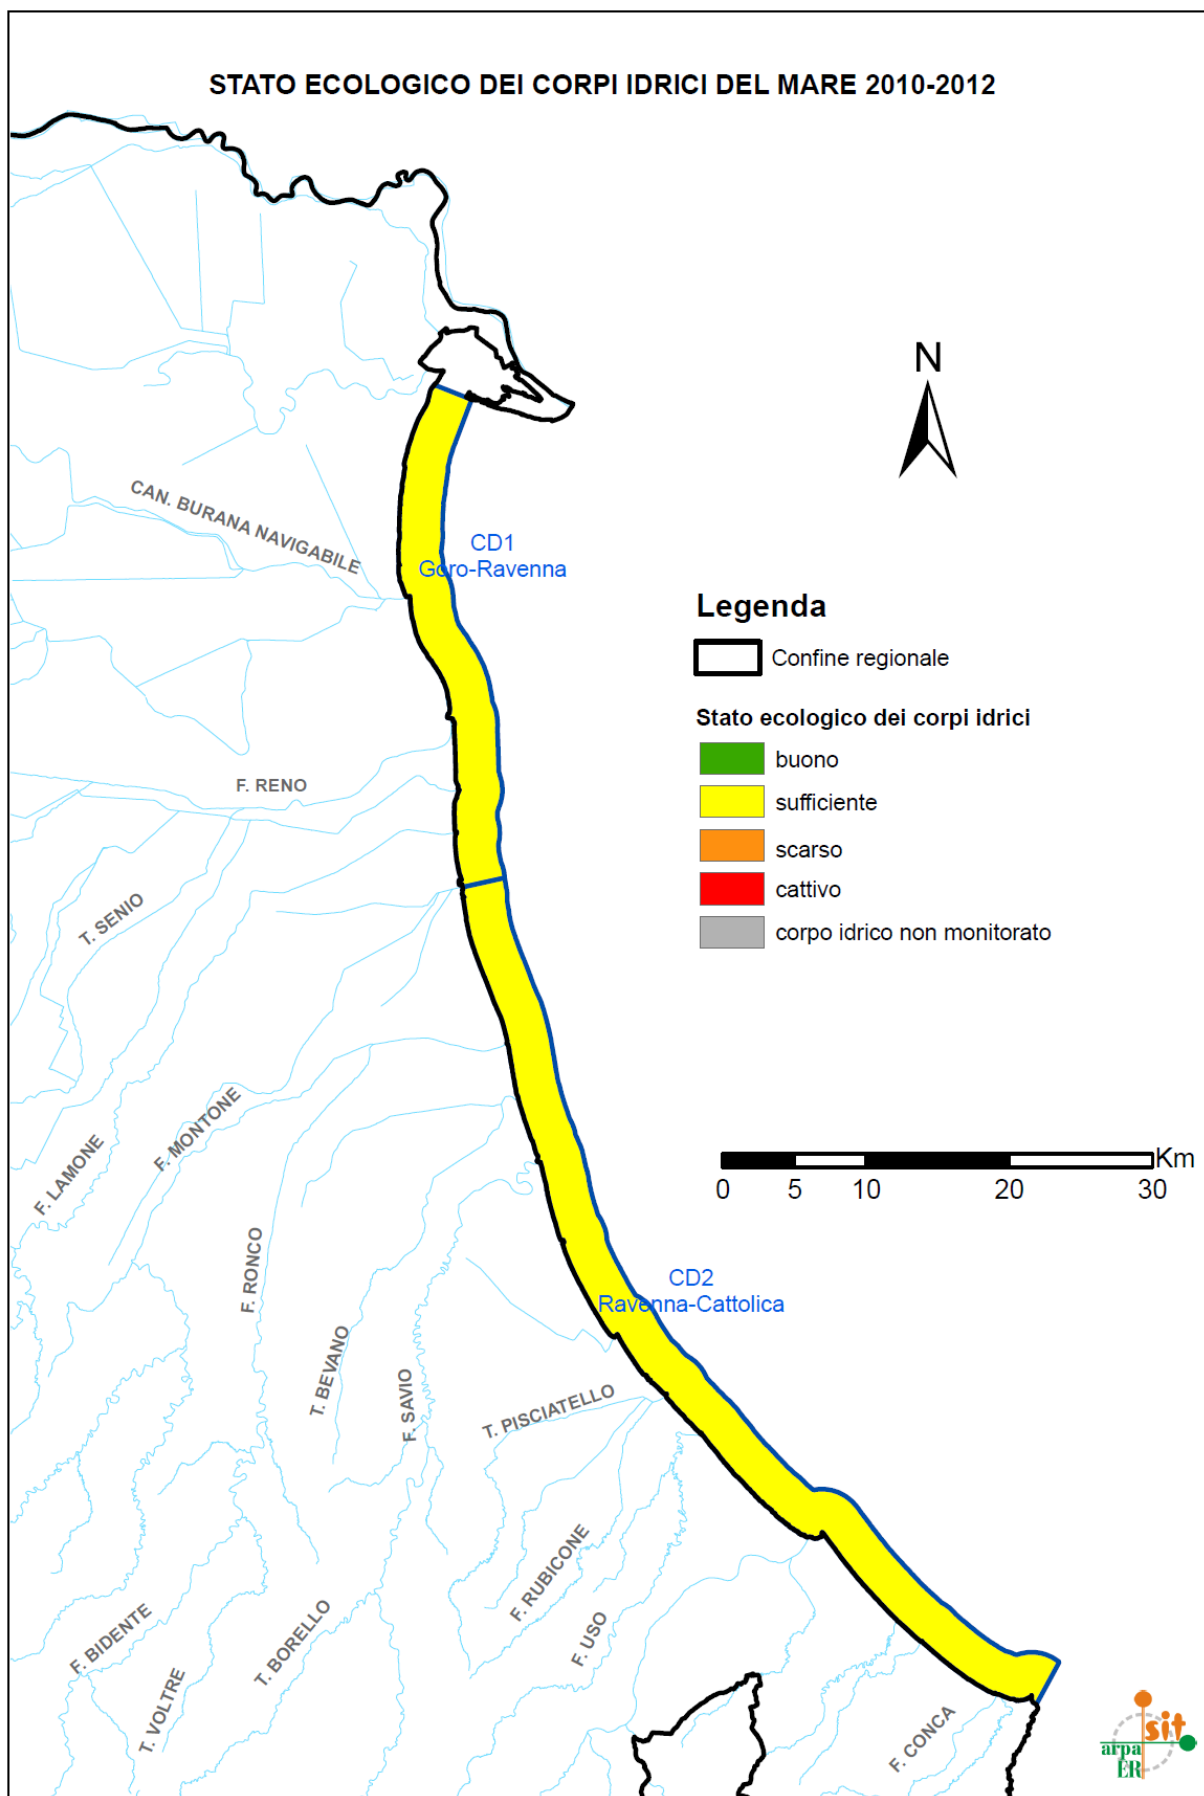 STATO ECOLOGICO DEI CORPI IDRICI DEL MARE 2010-2012
N
CAN. BURANA NAVIGABILE
CD1
Goro-Ravenna
Legenda
Confine regionale
Stato ecologico dei corpi idrici
buono
sufficiente
scarso
cattivo
corpo idrico non monitorato
F. RENO
T. SENIO
F. LAMONE
F. MONTONE
Km
0 5 10 20 30
F. RONCO
CD2
Ravenna-Cattolica
T. BEVANO
F. SAVIO
T. PISCIATELLO
F. RUBICONE
F. USO
F. BIDENTE
T. VOLTRE
T. BORELLO
F. CONCA
sit
arpa
ER